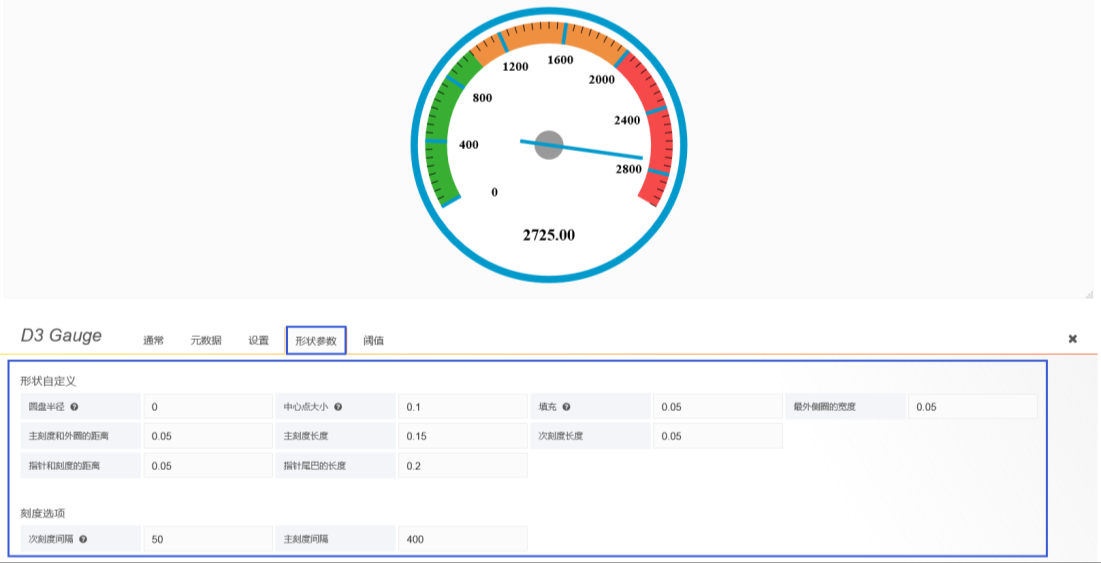 1600
1200
2000
800
2400
400
2800
0
2725.00
D3 Gauge 通常 元数据 设置 形状参数 阈值 ✖
形状自定义
圆盘半径 ? 0 中心点大小 ? 0.1 填充 ? 0.05 最外侧圈的宽度 0.05
主刻度和外圈的距离 0.05 主刻度长度 0.15 次刻度长度 0.05
指针和刻度的距离 0.05 指针尾巴的长度 0.2
刻度选项
次刻度间隔 ? 50 主刻度间隔 400